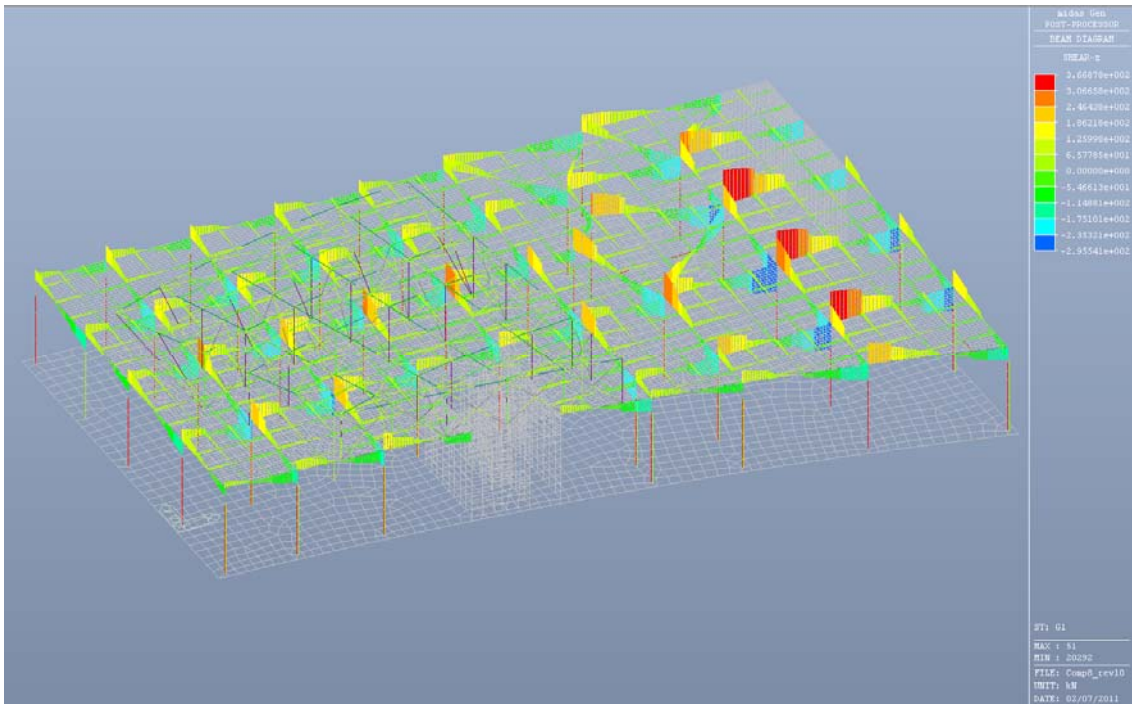 midas Gen
POST-PROCESSOR
BEAM DIAGRAM
SHEAR-z
3.66878e+002
3.06658e+002
2.46438e+002
1.86218e+002
1.25998e+002
6.57785e+001
0.00000e+000
-5.46613e+001
-1.14881e+002
-1.75101e+002
-2.35321e+002
-2.95541e+002
ST: G1
MAX : 51
MIN : 20292
FILE: Comp8_rev10
UNIT: kN
DATE: 02/07/2011